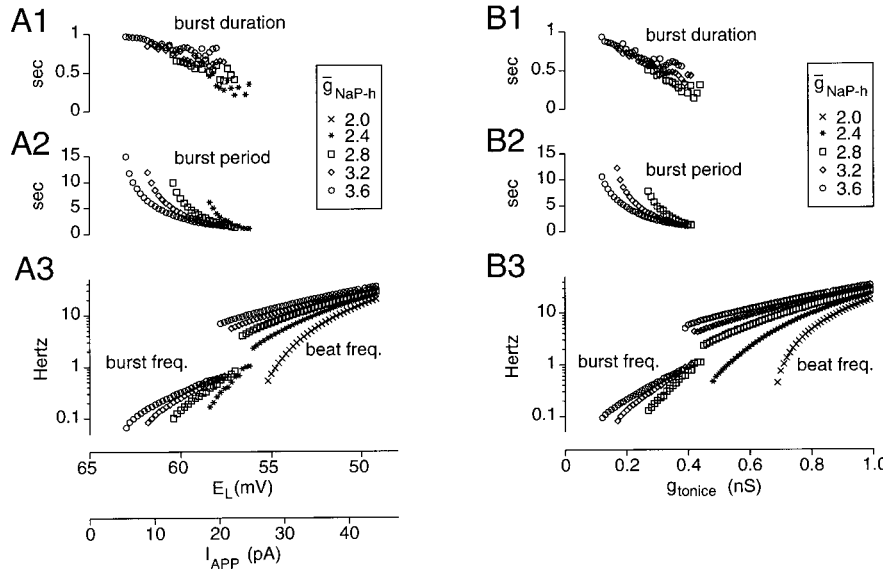 A1
burst duration
1
0.5
0
sec
g̅NaP-h
× 2.0
* 2.4
□ 2.8
◇ 3.2
○ 3.6
A2
burst period
15
10
5
0
sec
A3
10
1
0.1
Hertz
burst freq.
beat freq.
65 60 55 50
EL(mV)
0 10 20 30 40
IAPP (pA)
B1
burst duration
1
0.5
0
sec
g̅NaP-h
× 2.0
* 2.4
□ 2.8
◇ 3.2
○ 3.6
B2
burst period
15
10
5
0
sec
B3
10
1
0.1
Hertz
burst freq.
beat freq.
0 0.2 0.4 0.6 0.8 1.0
gtonice (nS)